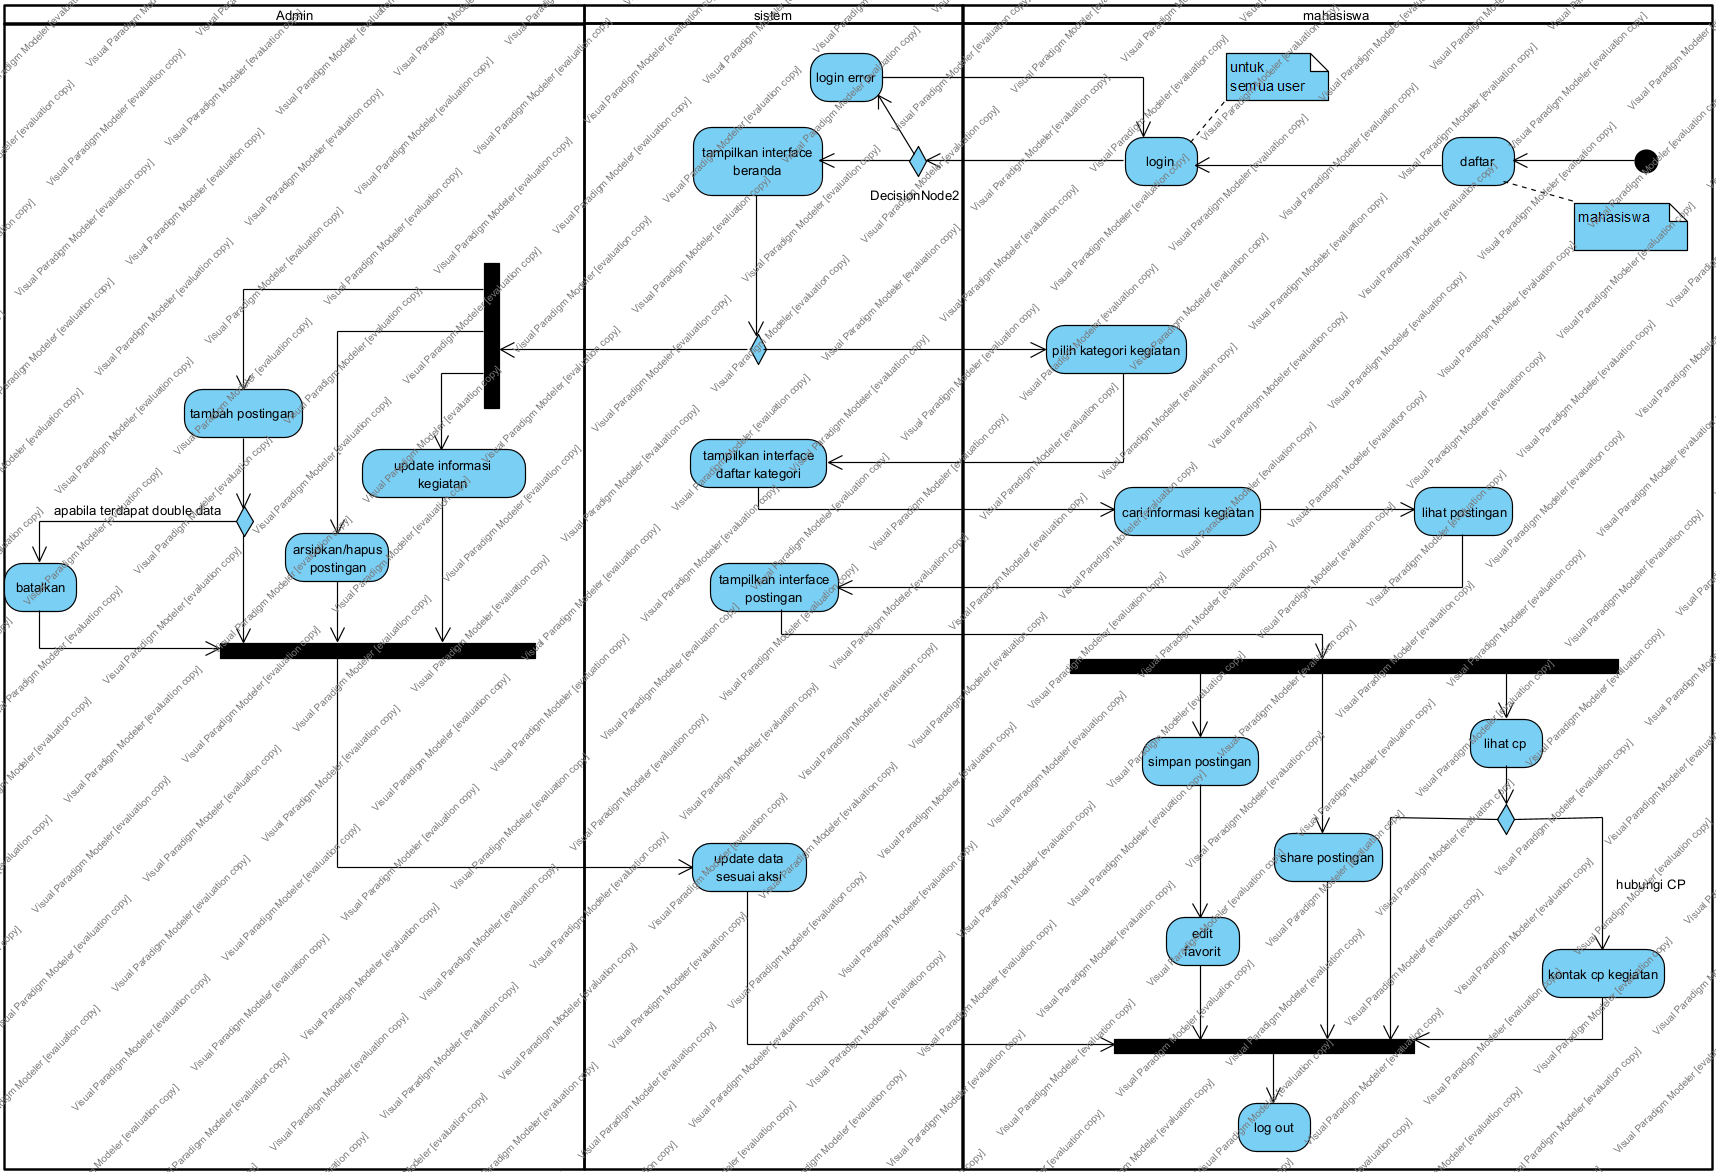 Admin
sistem
mahasiswa
login error
untuk
semua user
tampilkan interface
beranda
login
daftar
DecisionNode2
mahasiswa
pilih kategori kegiatan
tambah postingan
update informasi
kegiatan
tampilkan interface
daftar kategori
apabila terdapat double data
cari informasi kegiatan
lihat postingan
arsipkan/hapus
postingan
batalkan
tampilkan interface
postingan
simpan postingan
lihat cp
update data
sesuai aksi
share postingan
hubungi CP
edit
favorit
kontak cp kegiatan
log out
Visual Paradigm Modeler [evaluation copy]